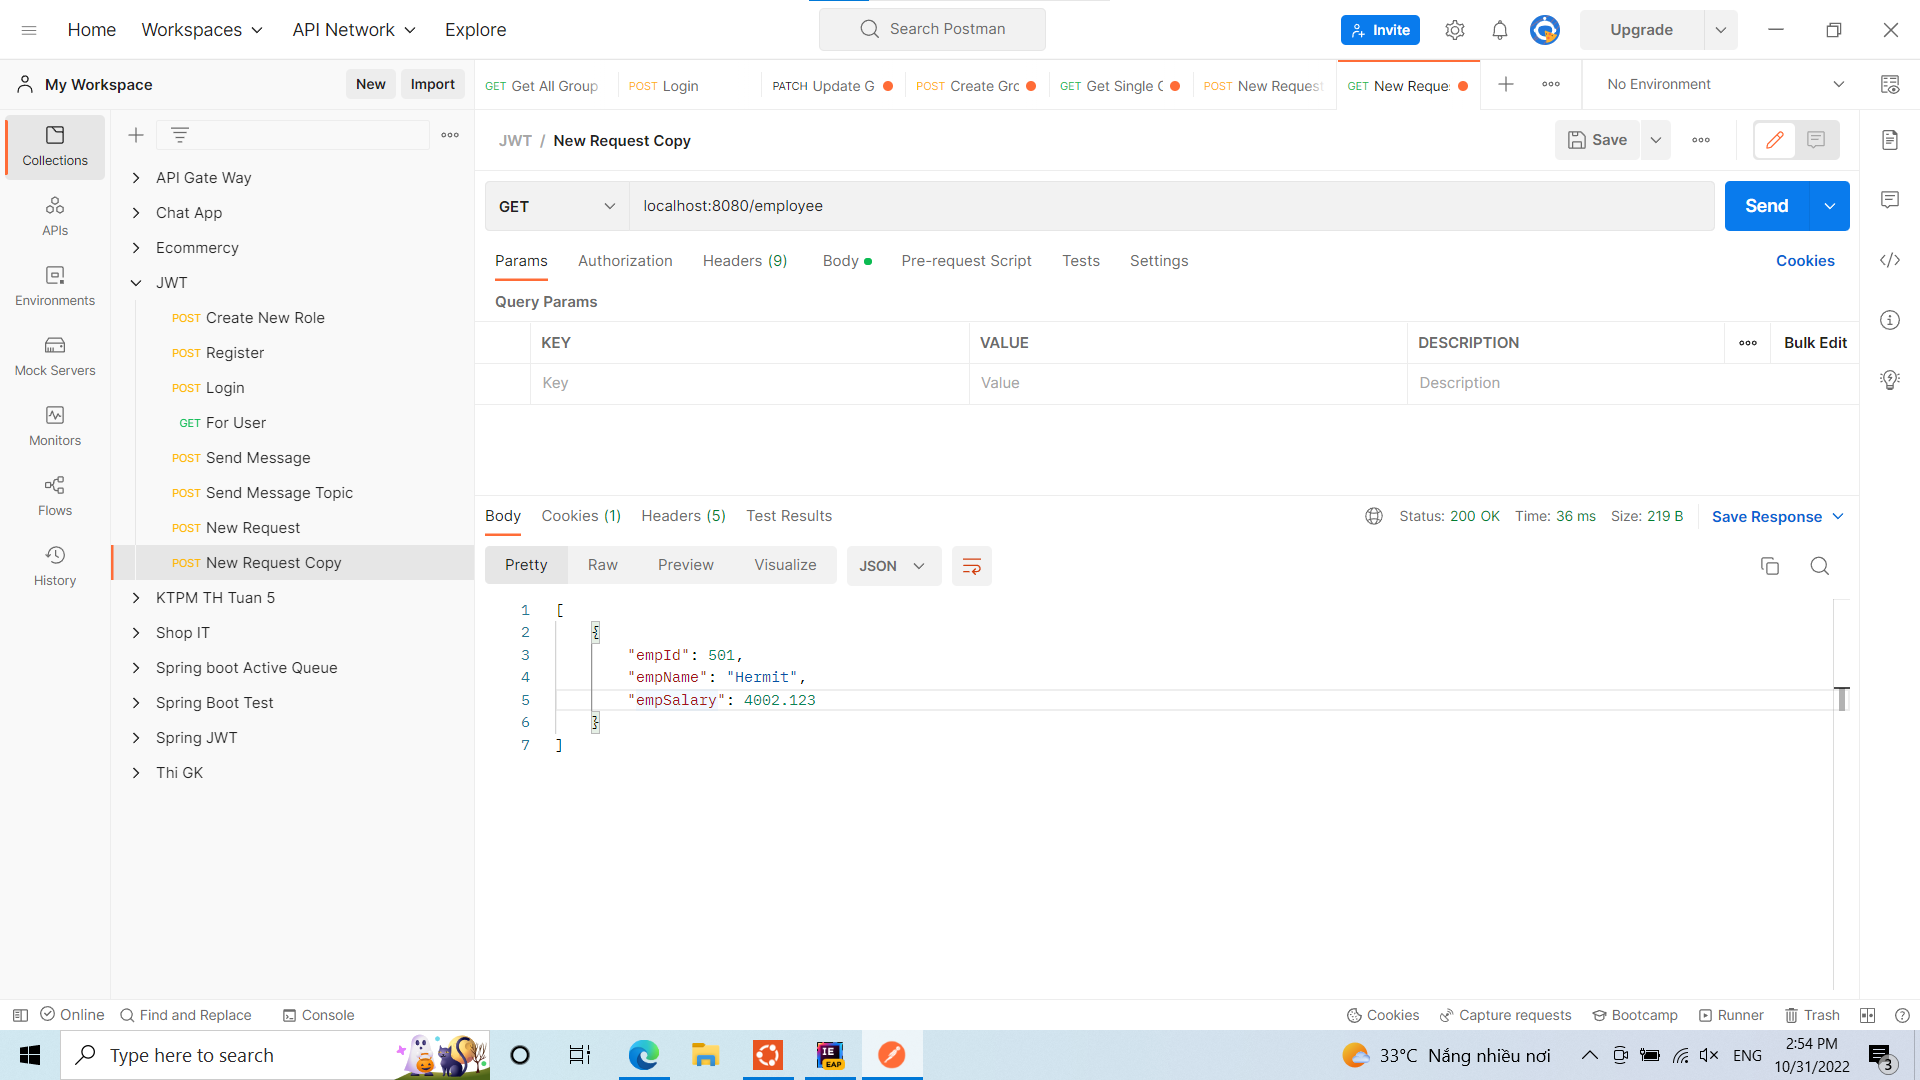 Home Workspaces API Network Explore Search Postman Invite Upgrade
My Workspace New Import GET Get All Group POST Login PATCH Update G POST Create Grc GET Get Single POST New Request GET New Reque No Environment
Collections
APIs
Environments
Mock Servers
Monitors
Flows
History
API Gate Way
Chat App
Ecommercy
JWT
POST Create New Role
POST Register
POST Login
GET For User
POST Send Message
POST Send Message Topic
POST New Request
POST New Request Copy
KTPM TH Tuan 5
Shop IT
Spring boot Active Queue
Spring Boot Test
Spring JWT
Thi GK
JWT / New Request Copy Save
GET localhost:8080/employee Send
Params Authorization Headers (9) Body Pre-request Script Tests Settings Cookies
Query Params
KEY VALUE DESCRIPTION Bulk Edit
Key Value Description
Body Cookies (1) Headers (5) Test Results Status: 200 OK Time: 36 ms Size: 219 B Save Response
Pretty Raw Preview Visualize JSON
1 [
2 {
3 "empId": 501,
4 "empName": "Hermit",
5 "empSalary": 4002.123
6 }
7 ]
Online Find and Replace Console Cookies Capture requests Bootcamp Runner Trash
Type here to search IE EAP 33°C Nắng nhiều nơi ENG 2:54 PM
10/31/2022 3